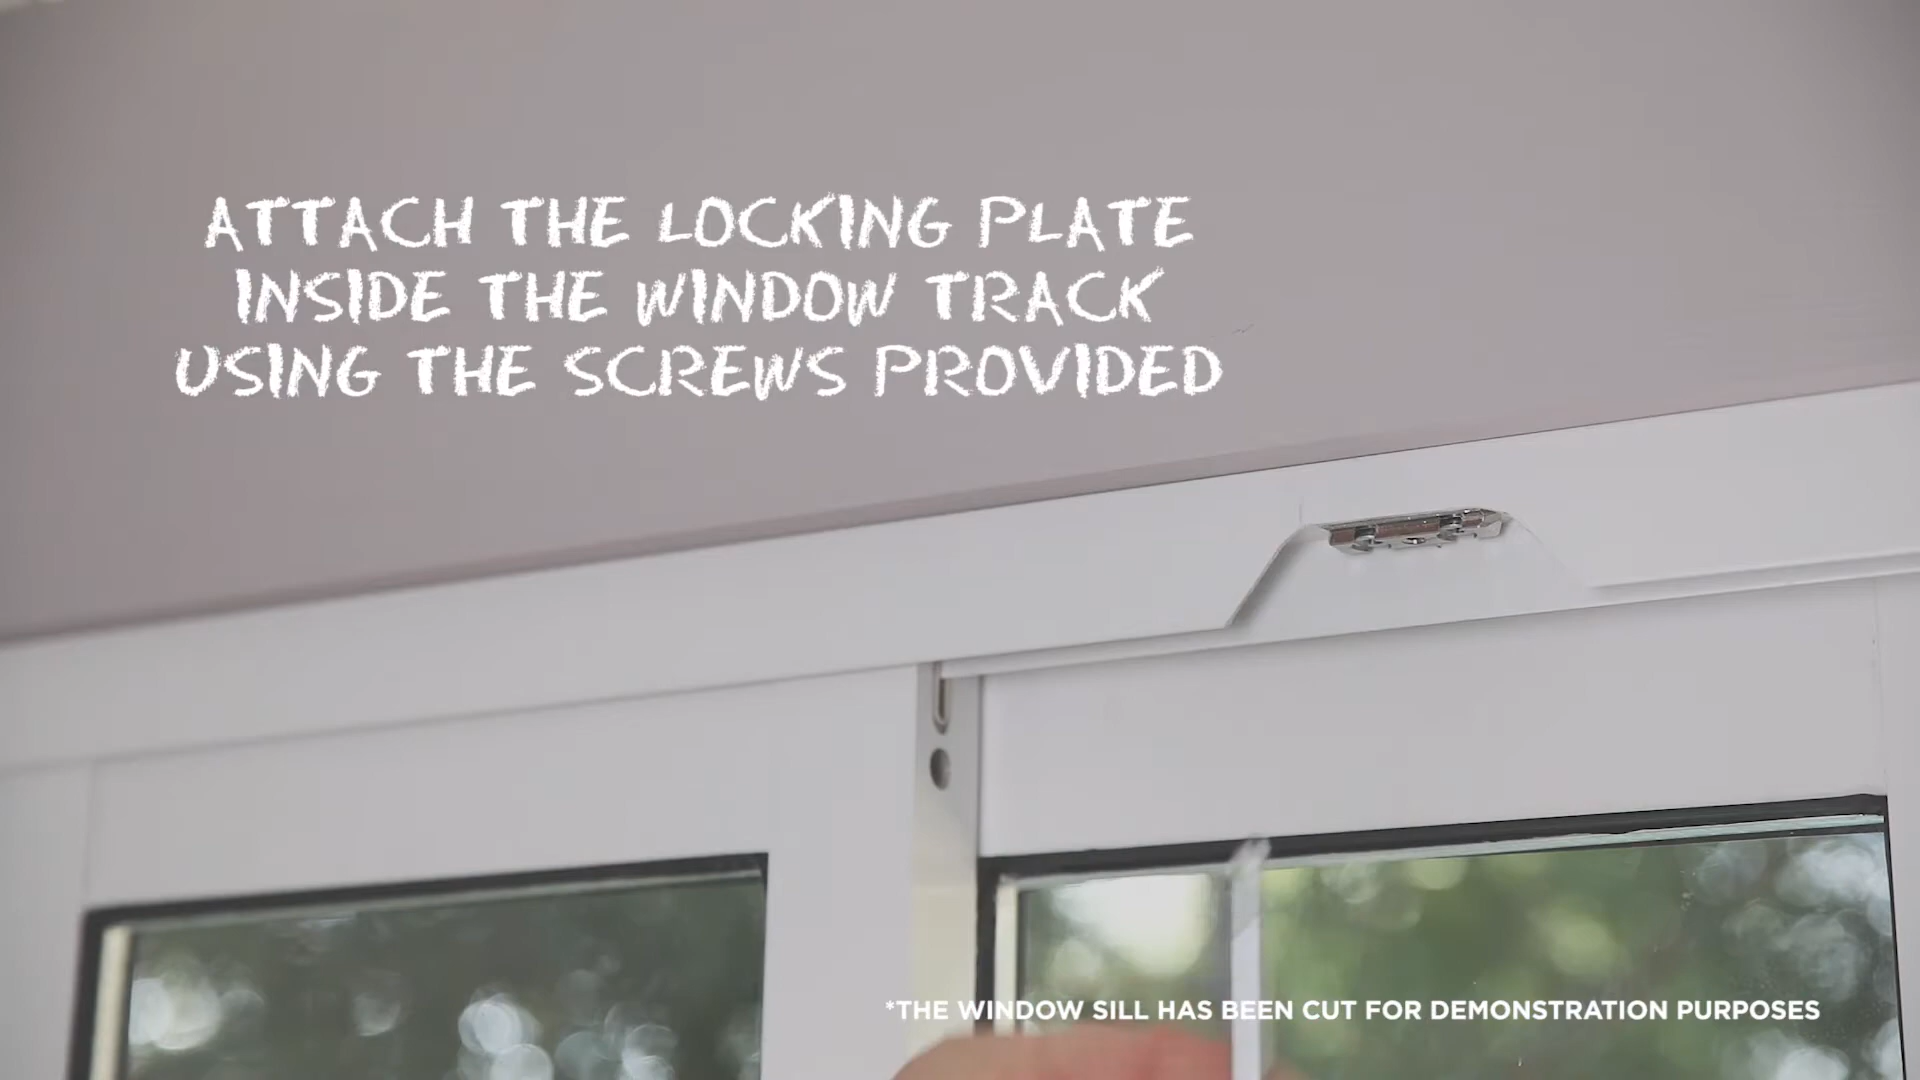 ATTACH THE LOCKING PLATE
INSIDE THE WINDOW TRACK
USING THE SCREWS PROVIDED
*THE WINDOW SILL HAS BEEN CUT FOR DEMONSTRATION PURPOSES